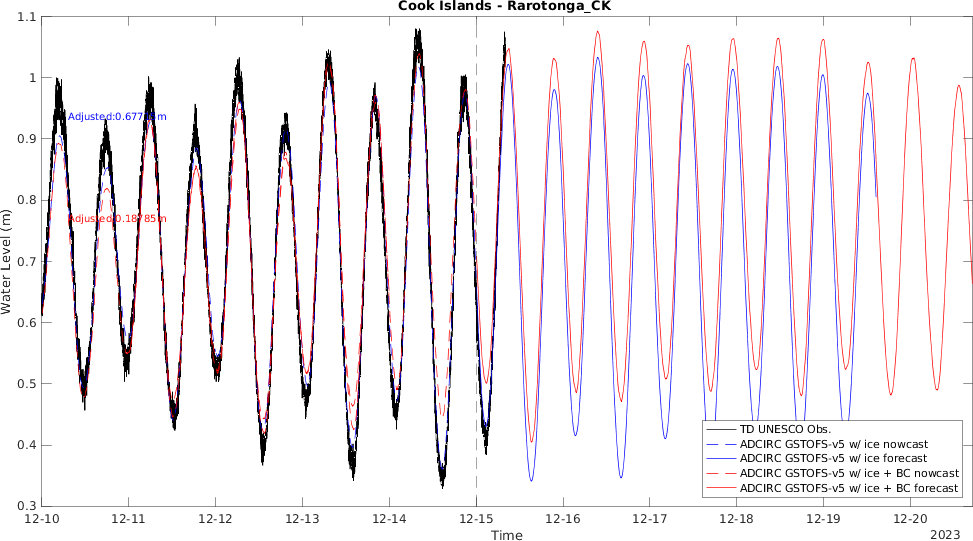 Cook Islands - Rarotonga_CK
1.1
1
0.9
0.8
0.7
0.6
0.5
0.4
0.3
Water Level (m)
Adjusted:0.677
m
Adjusted:0.18785m
TD UNESCO Obs.
ADCIRC GSTOFS-v5 w/ ice nowcast
ADCIRC GSTOFS-v5 w/ ice forecast
ADCIRC GSTOFS-v5 w/ ice + BC nowcast
ADCIRC GSTOFS-v5 w/ ice + BC forecast
12-10 12-11 12-12 12-13 12-14 12-15 12-16 12-17 12-18 12-19 12-20
Time
2023